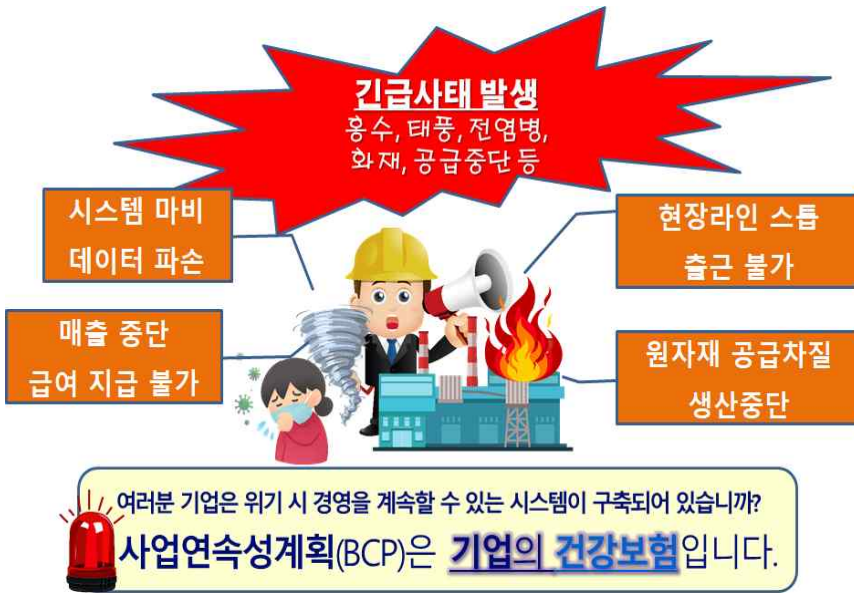 긴급사태 발생
홍수, 태풍, 전염병,
화재, 공급중단 등
시스템 마비
데이터 파손
현장라인 스톱
출근 불가
매출 중단
급여 지급 불가
원자재 공급차질
생산중단
여러분 기업은 위기 시 경영을 계속할 수 있는 시스템이 구축되어 있습니까?
사업연속성계획(BCP)은 기업의 건강보험입니다.